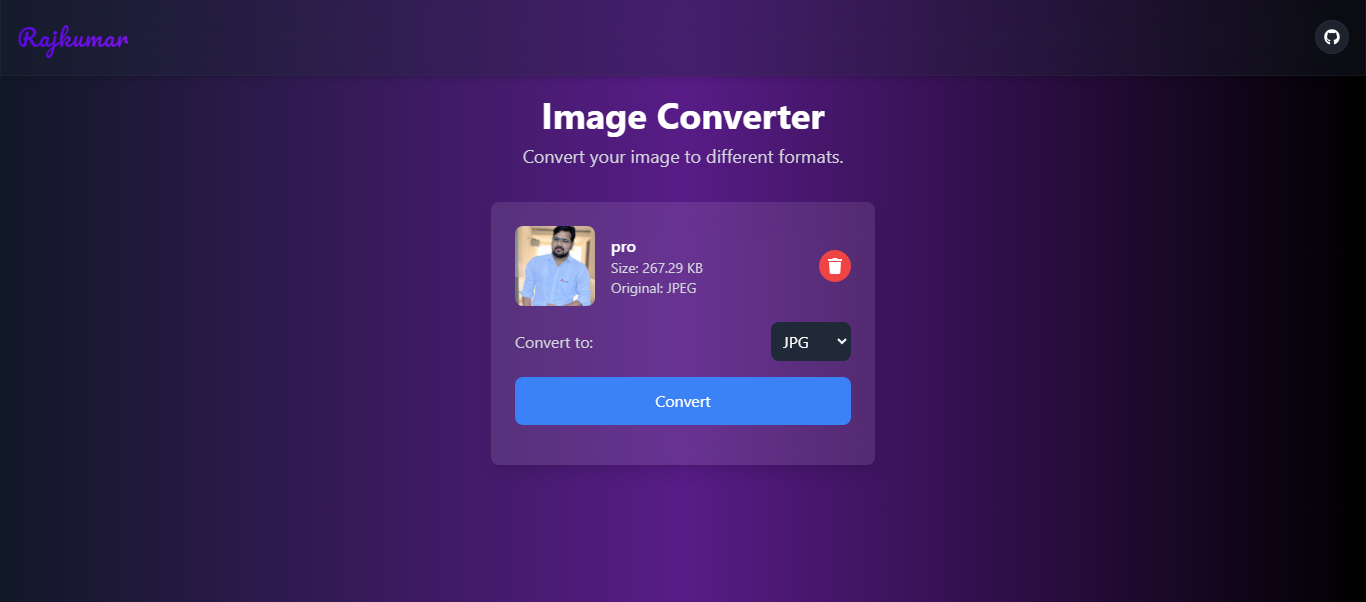 Rajkumar
Image Converter
Convert your image to different formats.
pro
Size: 267.29 KB
Original: JPEG
Convert to:
JPG
Convert